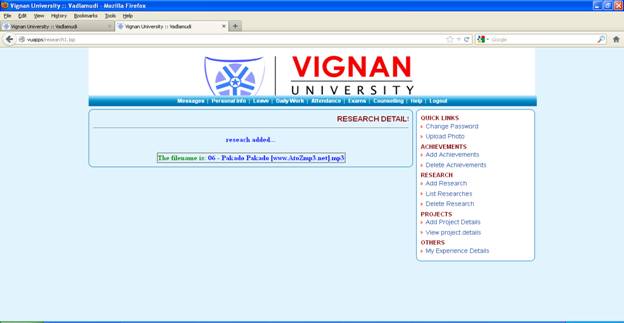 Vignan University :: Vadlamudi - Mozilla Firefox
File Edit View History Bookmarks Tools Help
Vignan University :: Vadlamudi × Vignan University :: Vadlamudi × +
vuapps/research1.jsp Google
VIGNAN
UNIVERSITY
Messages | Personal Info | Leave | Daily Work | Attendance | Exams | Counselling | Help | Logout
RESEARCH DETAILS
reseach added...
The filename is: 06 - Pakado Pakado [www.AtoZmp3.net].mp3
QUICK LINKS
Change Password
Upload Photo
ACHIEVEMENTS
Add Achievements
Delete Achievements
RESEARCH
Add Research
List Researches
Delete Research
PROJECTS
Add Project Details
View project details
OTHERS
My Experience Details